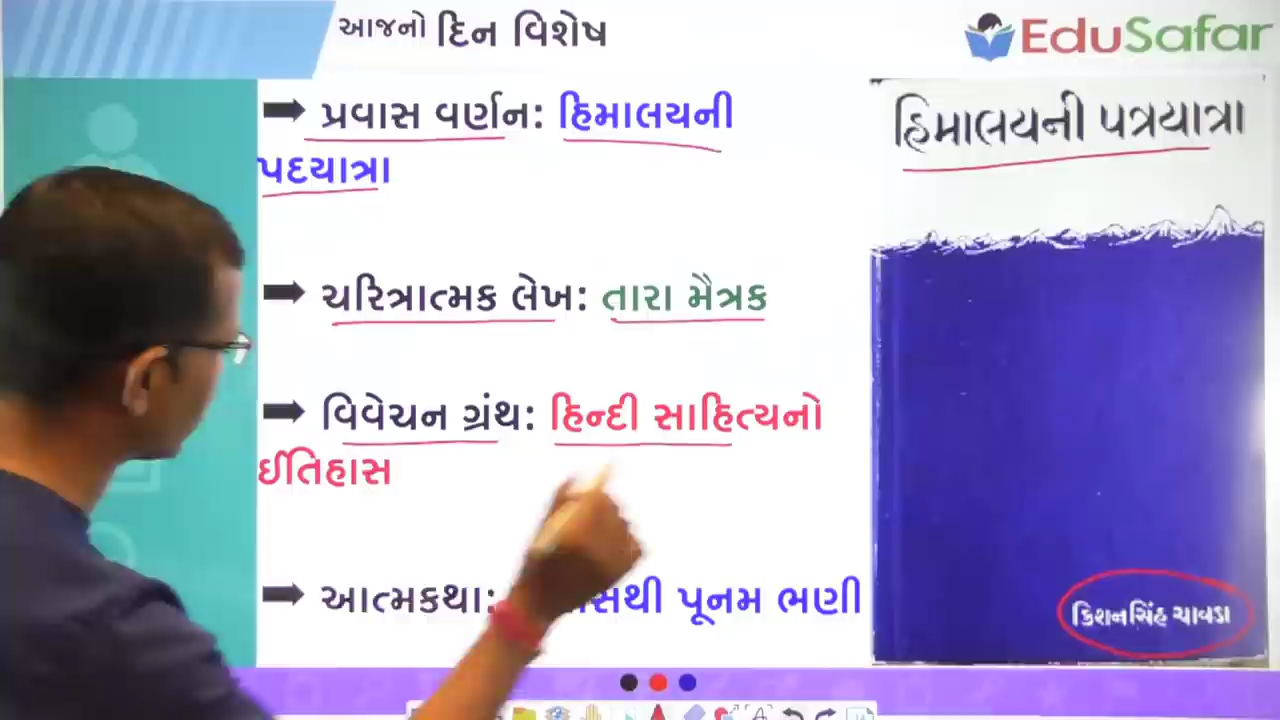 આજનો દિન વિશેષ
EduSafar
➡ પ્રવાસ વર્ણન: હિમાલયની
પદયાત્રા
➡ ચરિત્રાત્મક લેખ: તારા મૈત્રક
➡ વિવેચન ગ્રંથ: હિન્દી સાહિત્યનો
ઈતિહાસ
➡ આત્મકથા: પૂનમ ભણી
હિમાલયની પત્રયાત્રા
કિશનસિંહ ચાવડા